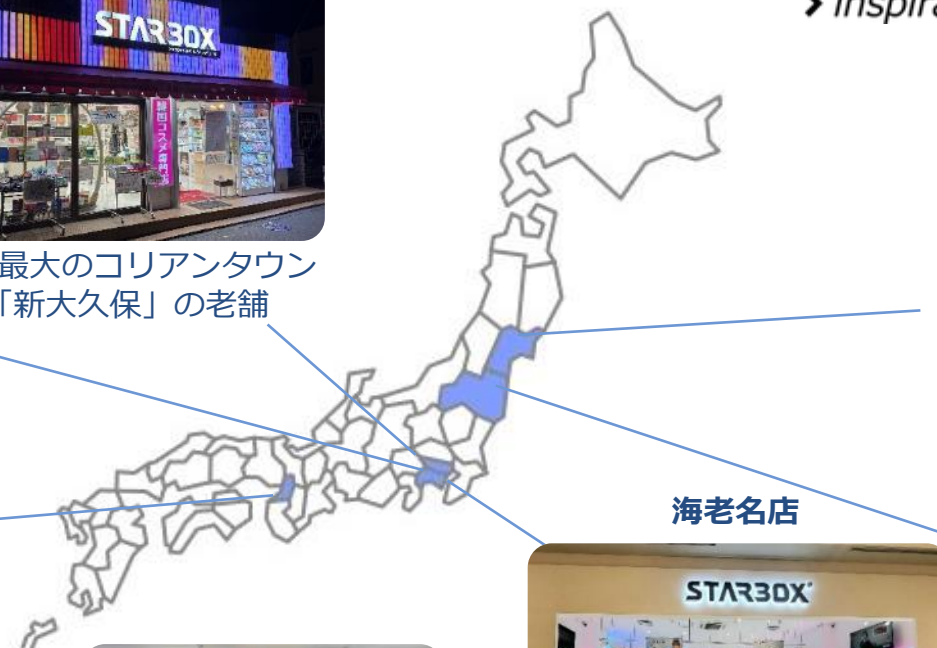 STARBOX
韓国コスメ専門店
inspira
最大のコリアンタウン
「新大久保」の老舗
海老名店
STARBOX